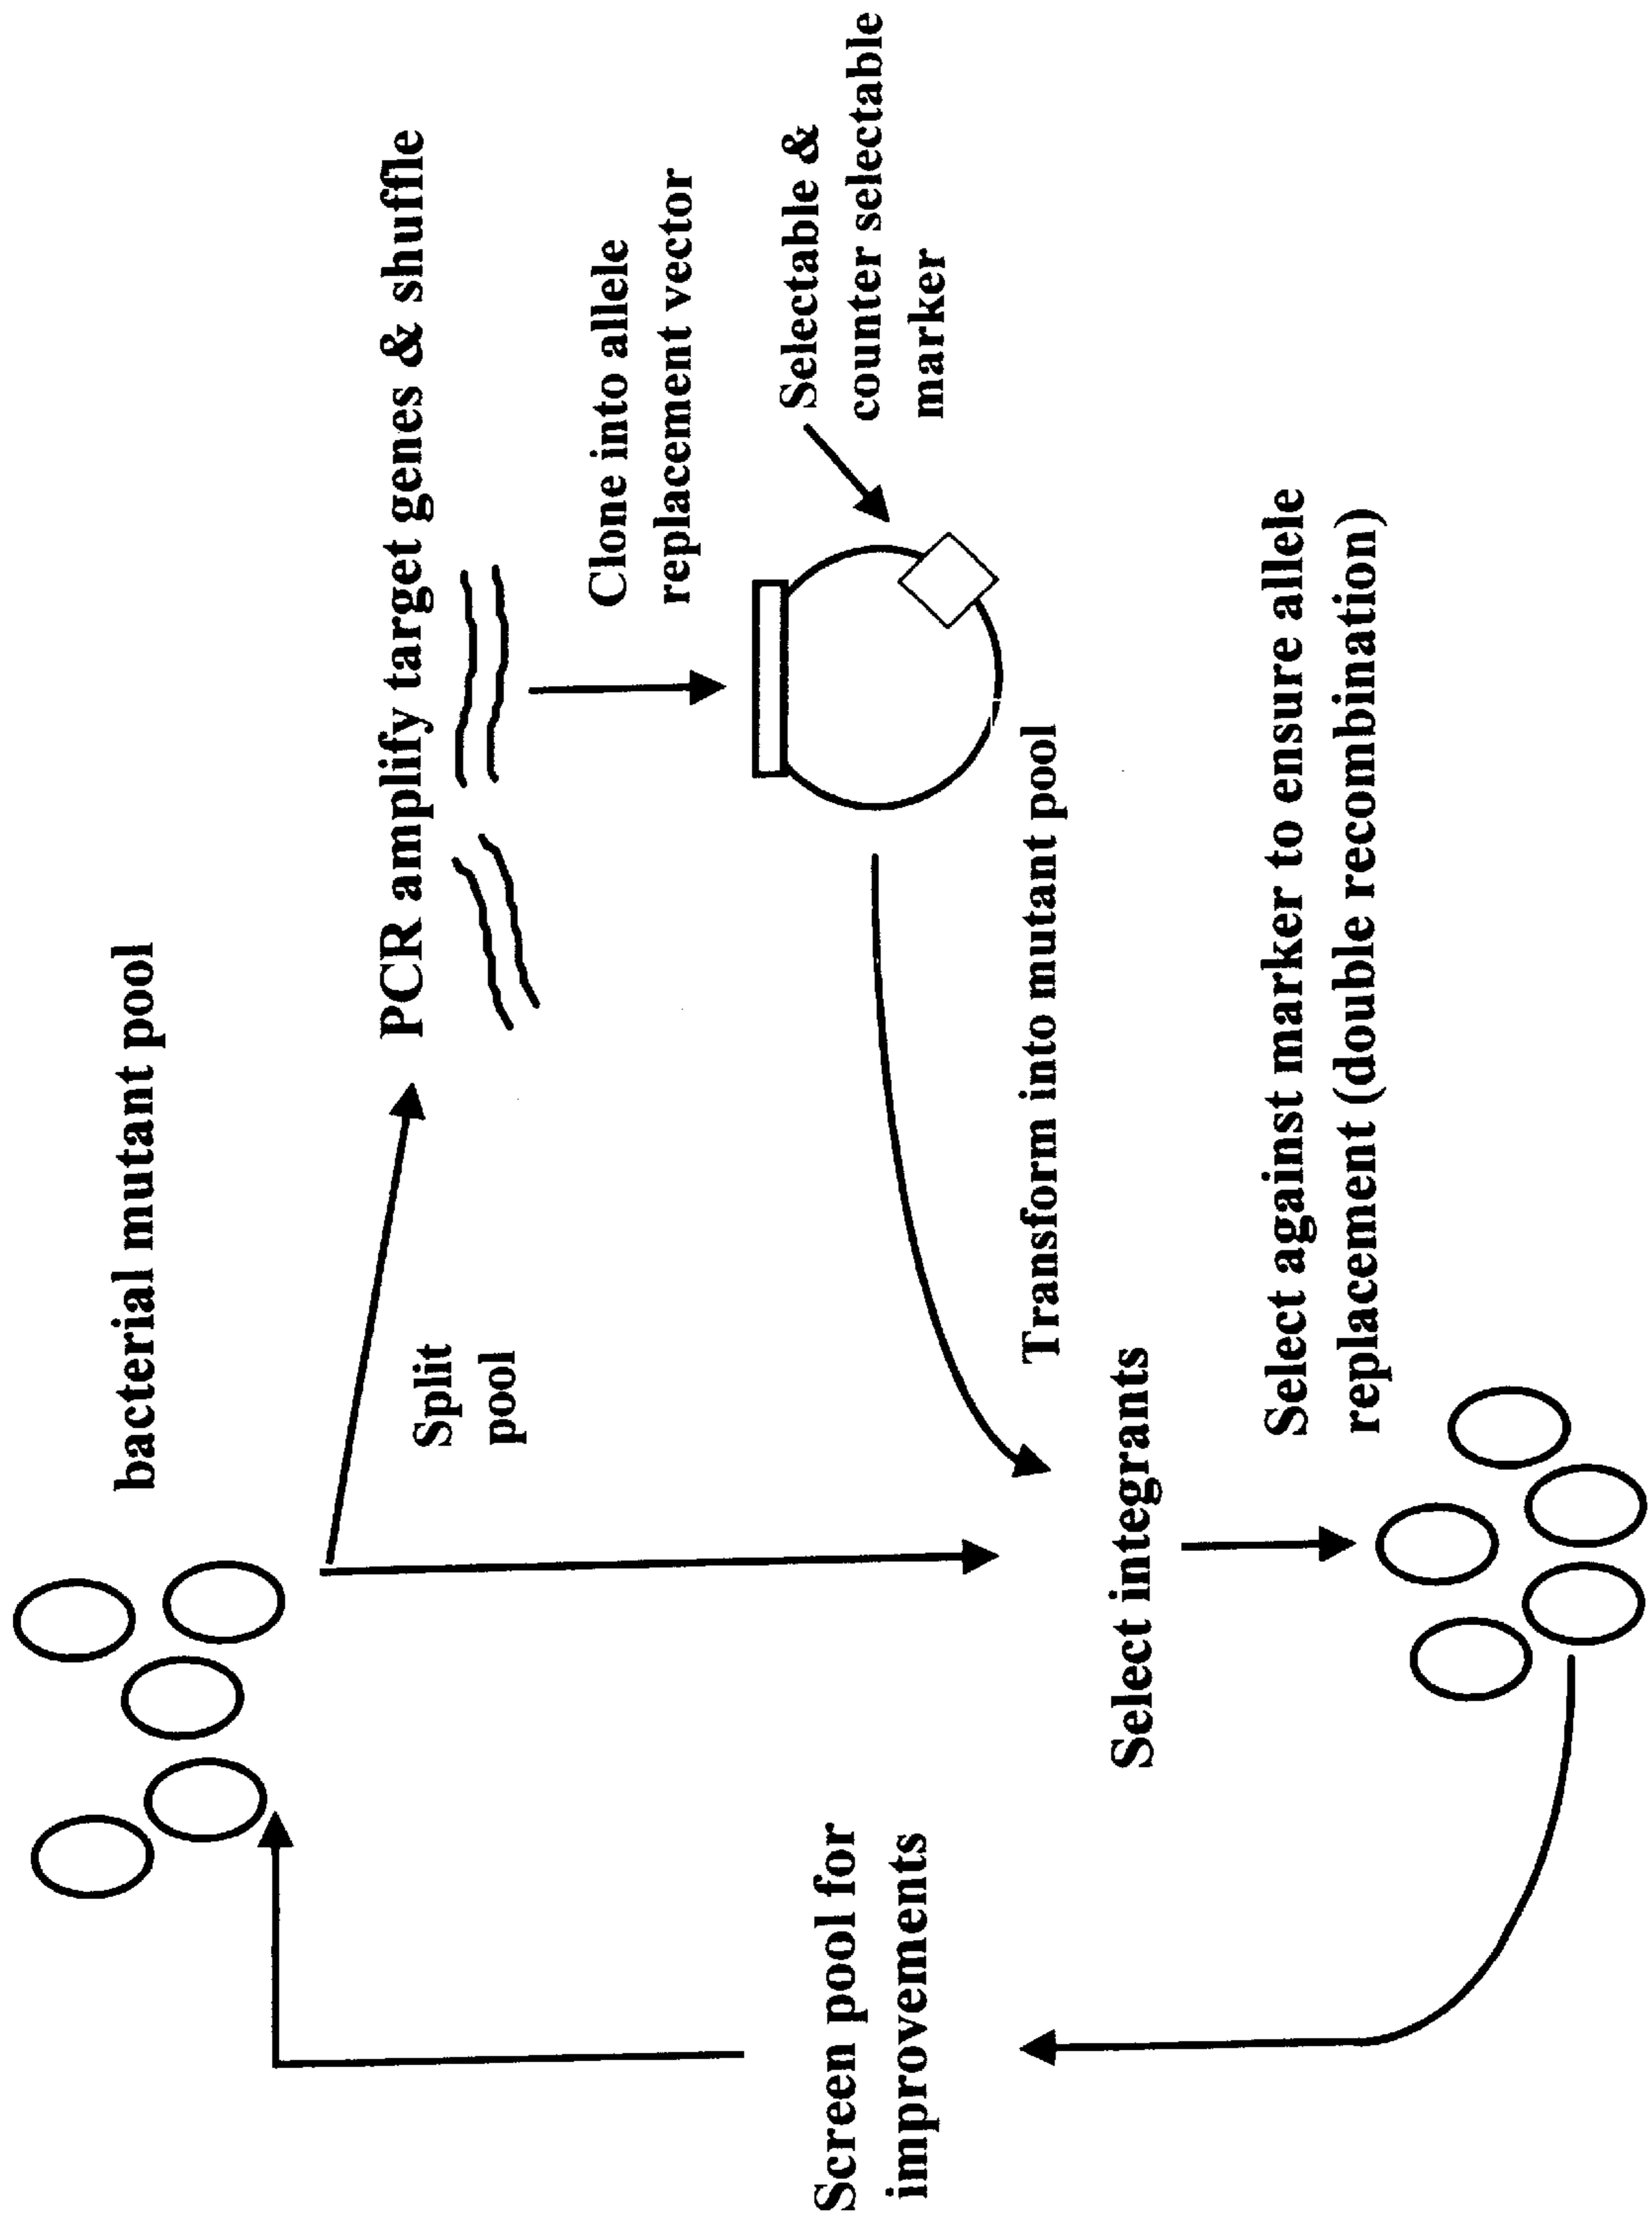 bacterial mutant pool
Split
pool
PCR amplify target genes & shuffle
Clone into allele
replacement vector
Selectable &
counter selectable
marker
Transform into mutant pool
Select integrants
Select against marker to ensure allele
replacement (double recombination)
Screen pool for
improvements